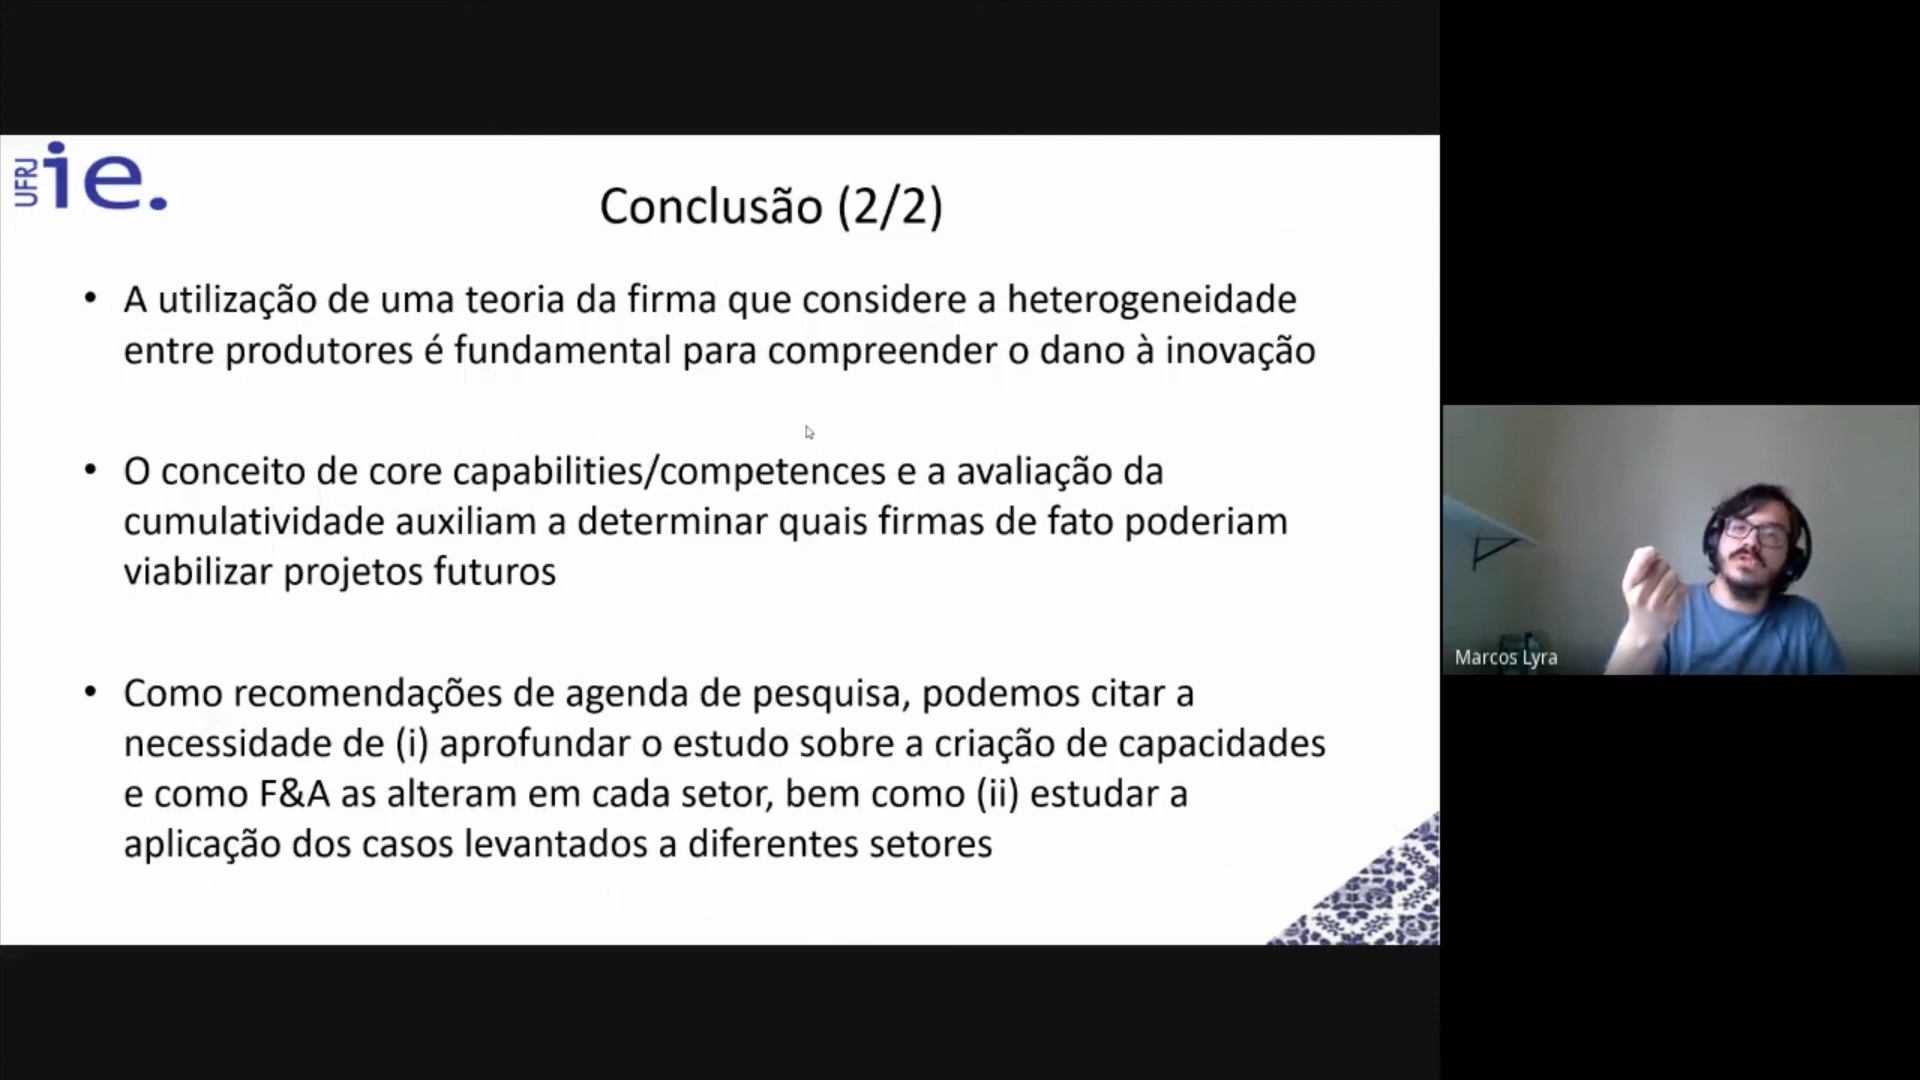 UFRJ ie.
Conclusão (2/2)
• A utilização de uma teoria da firma que considere a heterogeneidade
entre produtores é fundamental para compreender o dano à inovação
• O conceito de core capabilities/competences e a avaliação da
cumulatividade auxiliam a determinar quais firmas de fato poderiam
viabilizar projetos futuros
• Como recomendações de agenda de pesquisa, podemos citar a
necessidade de (i) aprofundar o estudo sobre a criação de capacidades
e como F&A as alteram em cada setor, bem como (ii) estudar a
aplicação dos casos levantados a diferentes setores
Marcos Lyra